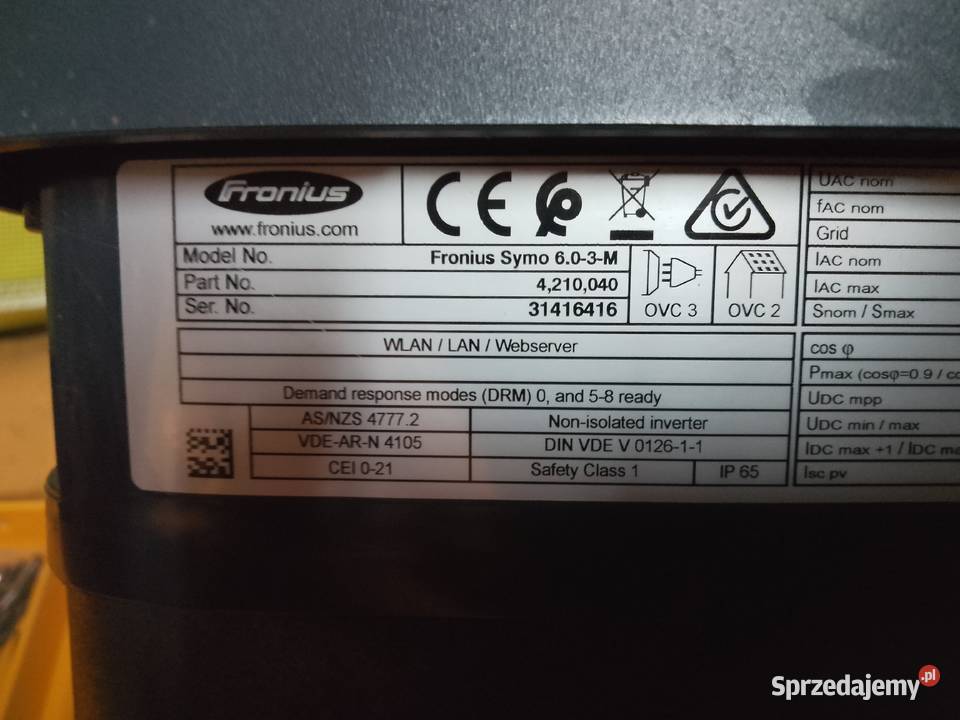 Fronius
www.fronius.com
CE
Model No. Fronius Symo 6.0-3-M
Part No. 4,210,040
Ser. No. 31416416
OVC 3 OVC 2
WLAN / LAN / Webserver
Demand response modes (DRM) 0, and 5-8 ready
AS/NZS 4777.2 Non-isolated inverter
VDE-AR-N 4105 DIN VDE V 0126-1-1
CEI 0-21 Safety Class 1 IP 65
UAC nom
fAC nom
Grid
IAC nom
IAC max
Snom / Smax
cos φ
Pmax (cosφ=0.9 /
UDC mpp
UDC min / max
IDC max +1 / IDC
Isc pv
Sprzedajemy.pl